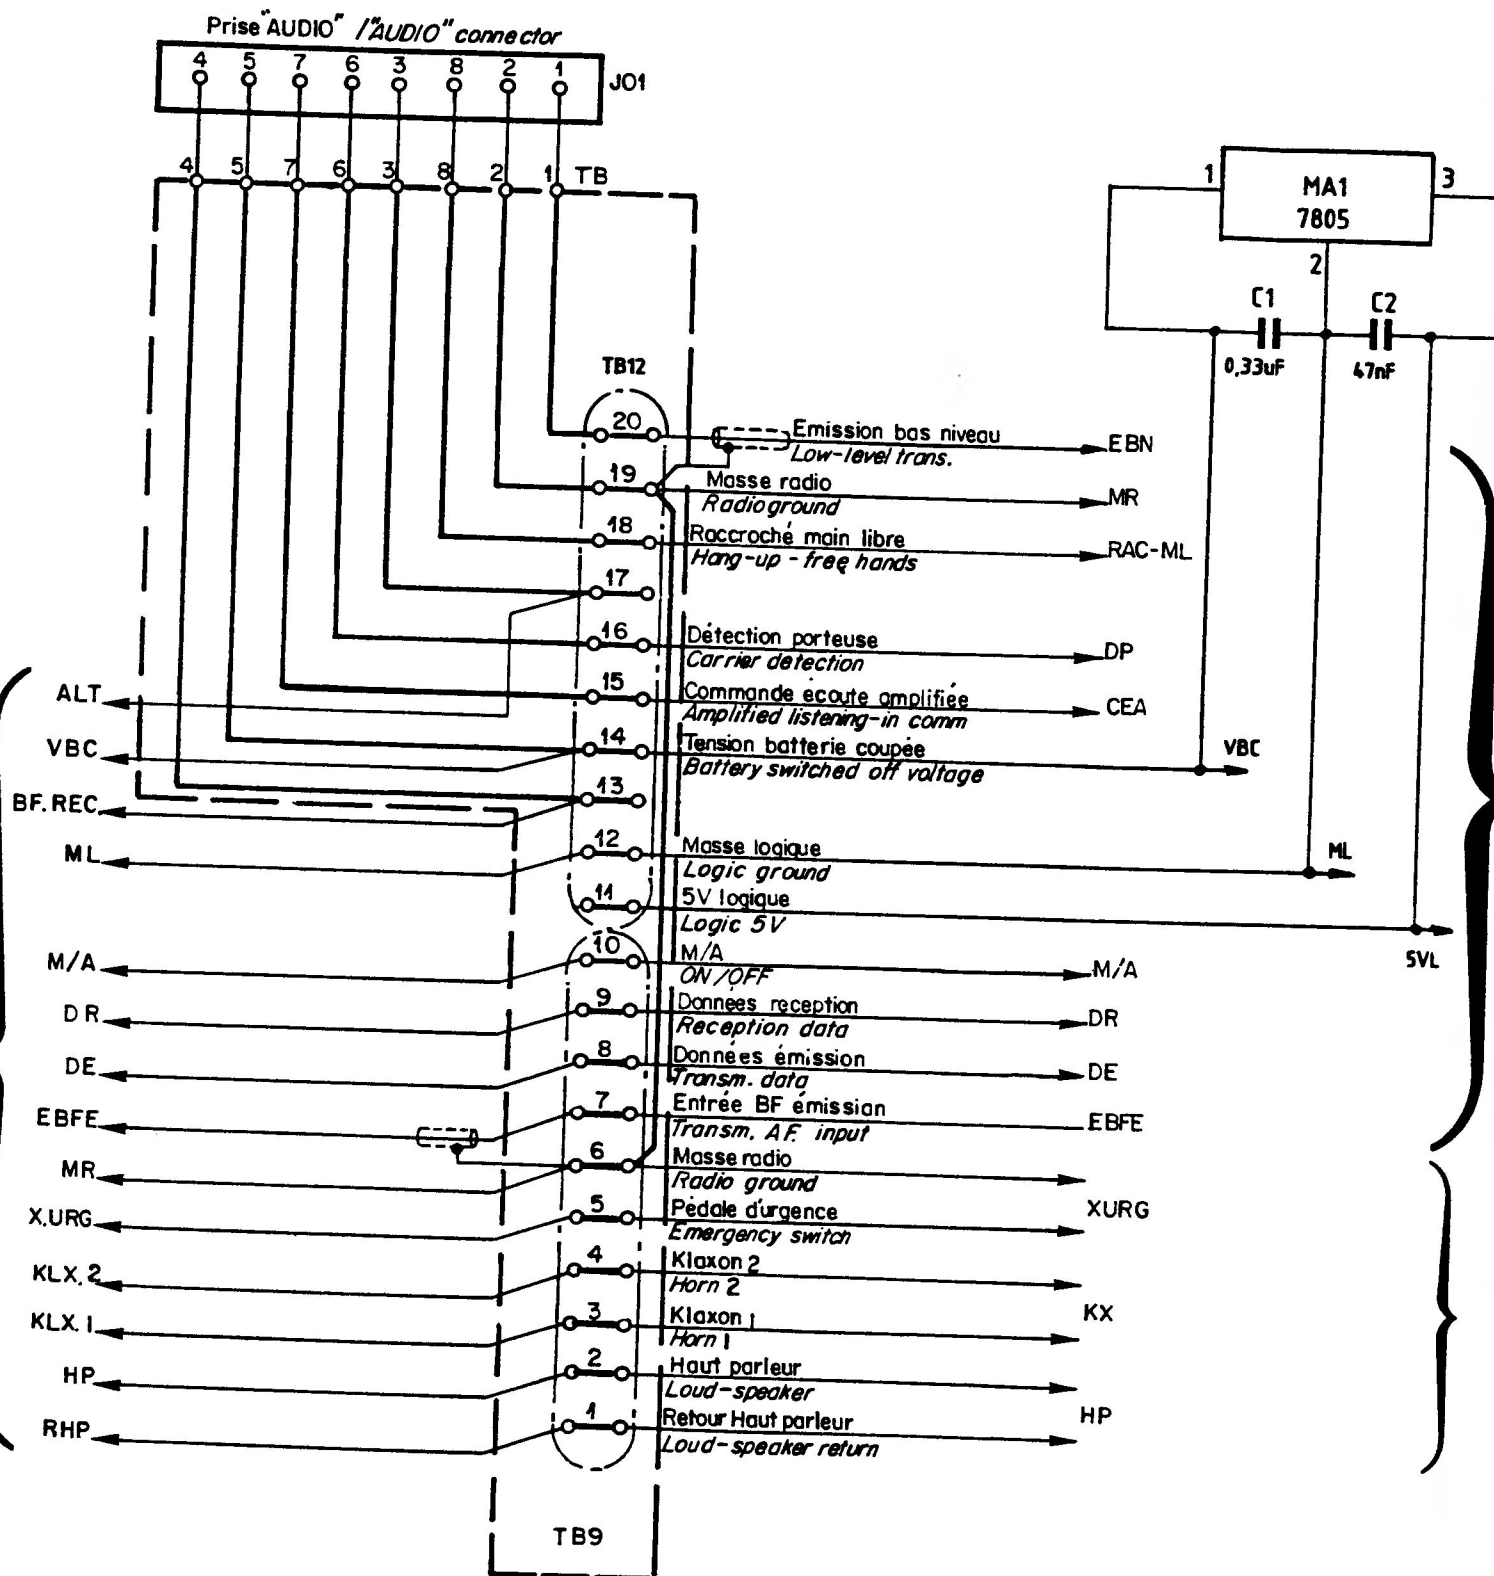 Prise "AUDIO" / "AUDIO" connector
4 5 7 6 3 8 2 1
J01
4 5 7 6 3 8 2 1 TB
1 MA1 3
7805
2
C1 C2
0,33uF 47nF
TB12
20 Emission bas niveau EBN
Low-level trans.
19 Masse radio MR
Radio ground
18 Raccroché main libre RAC-ML
Hang-up - free hands
17
16 Détection porteuse DP
Carrier detection
ALT 15 Commande ecoute amplifiée CEA
Amplified listening-in comm
VBC 14 Tension batterie coupée VBC
Battery switched off voltage
BF.REC 13
ML 12 Masse logique ML
Logic ground
11 5V logique 5VL
Logic 5V
M/A 10 M/A M/A
ON/OFF
DR 9 Données reception DR
Reception data
DE 8 Données émission DE
Transm. data
EBFE 7 Entrée BF émission EBFE
Transm. A.F. input
MR 6 Masse radio
Radio ground
X.URG 5 Pédale d'urgence XURG
Emergency switch
KLX.2 4 Klaxon 2
Horn 2
KLX.1 3 Klaxon 1 KX
Horn 1
HP 2 Haut parleur
Loud-speaker
RHP 1 Retour Haut parleur HP
Loud-speaker return
TB9